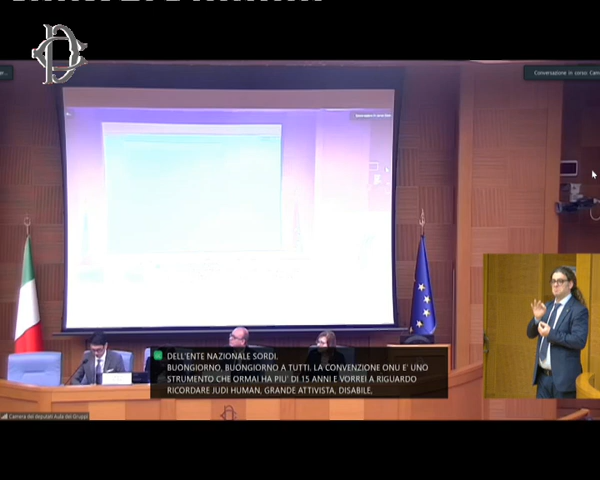 Conversazione in corso Cam
DELL'ENTE NAZIONALE SORDI.
BUONGIORNO, BUONGIORNO A TUTTI. LA CONVENZIONE ONU E' UNO
STRUMENTO CHE ORMAI HA PIU' DI 15 ANNI E VORREI A RIGUARDO
RICORDARE JUDI HUMAN, GRANDE ATTIVISTA, DISABILE,
Camera dei deputati Aula dei Gruppi